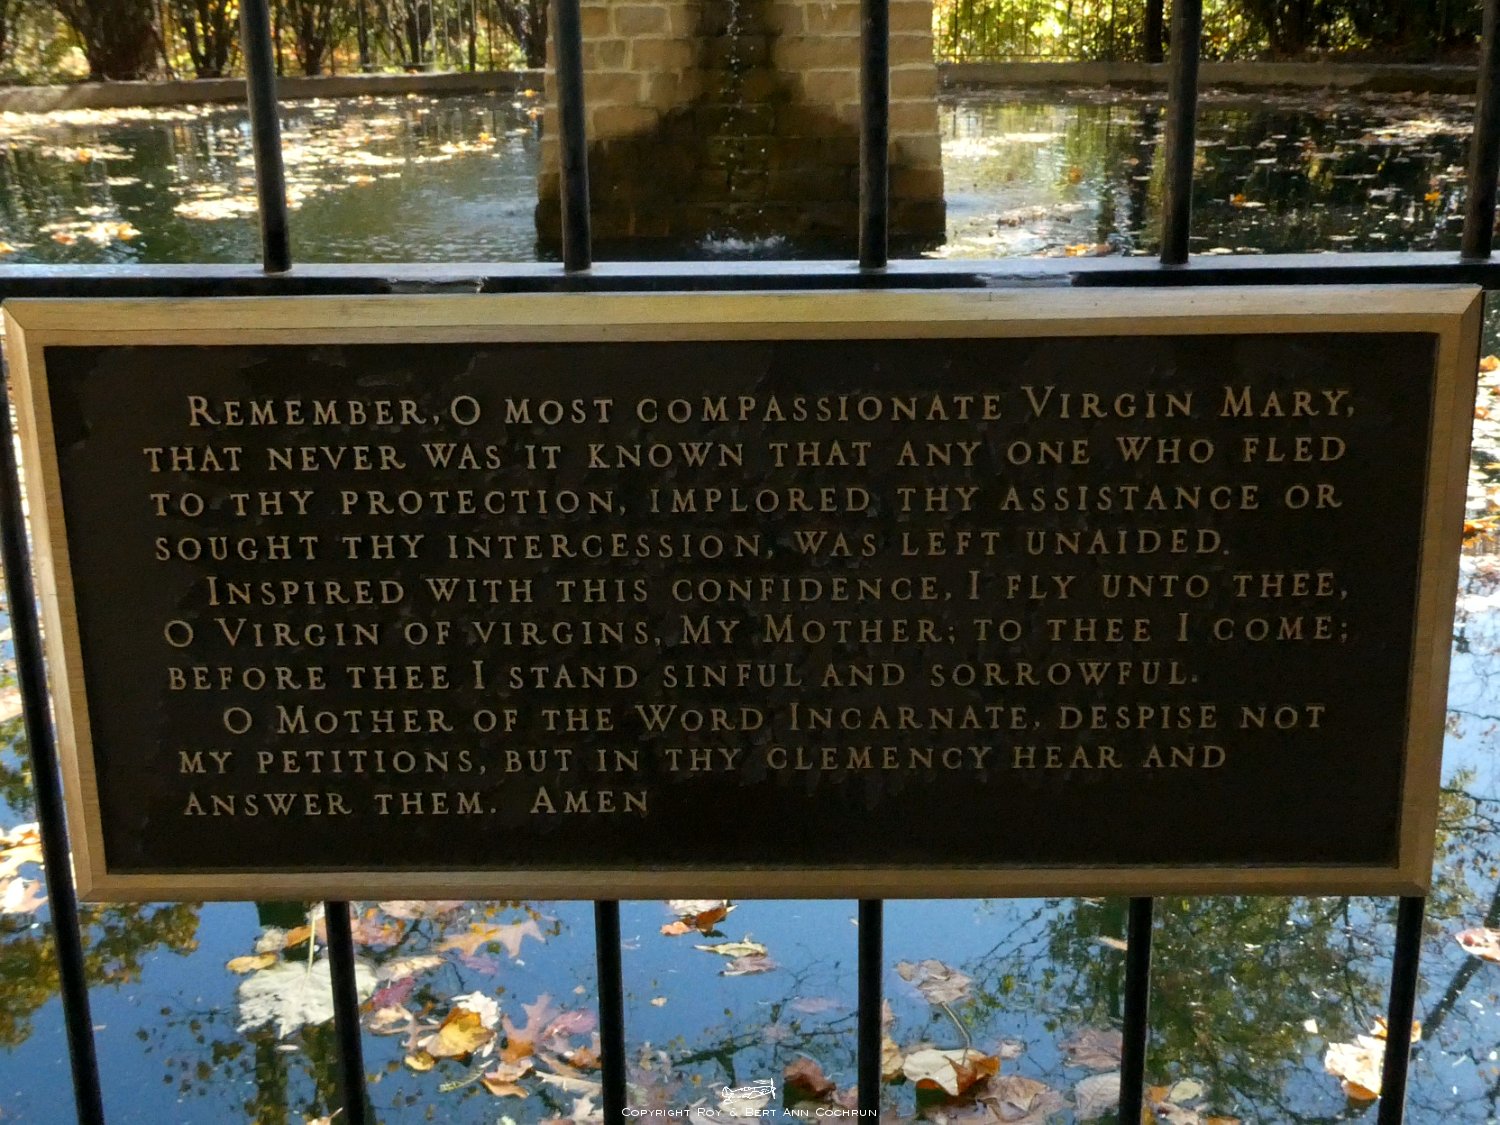 Remember, O most compassionate Virgin Mary,
that never was it known that any one who fled
to thy protection, implored thy assistance or
sought thy intercession, was left unaided.
Inspired with this confidence, I fly unto thee,
O Virgin of virgins, My Mother; to thee I come;
before thee I stand sinful and sorrowful.
O Mother of the Word Incarnate, despise not
my petitions, but in thy clemency hear and
answer them. Amen
Copyright Roy & Bert Ann Cochrun